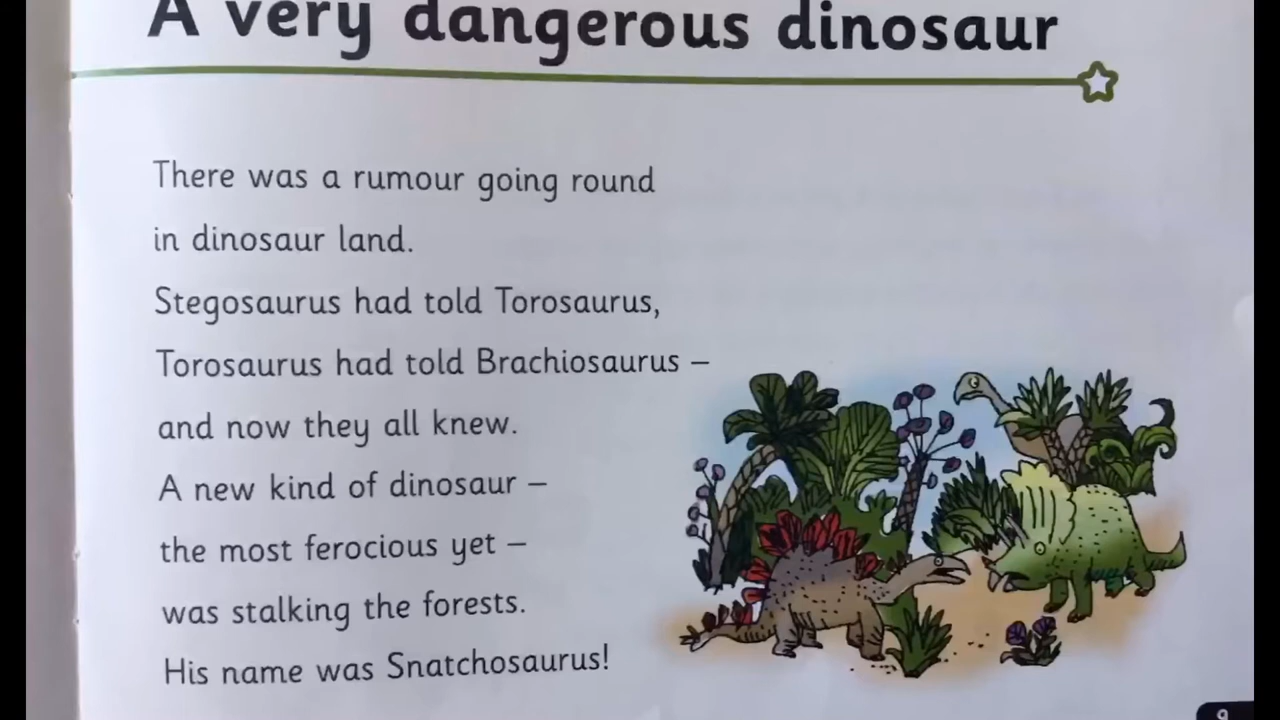 A very dangerous dinosaur
There was a rumour going round
in dinosaur land.
Stegosaurus had told Torosaurus,
Torosaurus had told Brachiosaurus –
and now they all knew.
A new kind of dinosaur –
the most ferocious yet –
was stalking the forests.
His name was Snatchosaurus!
9